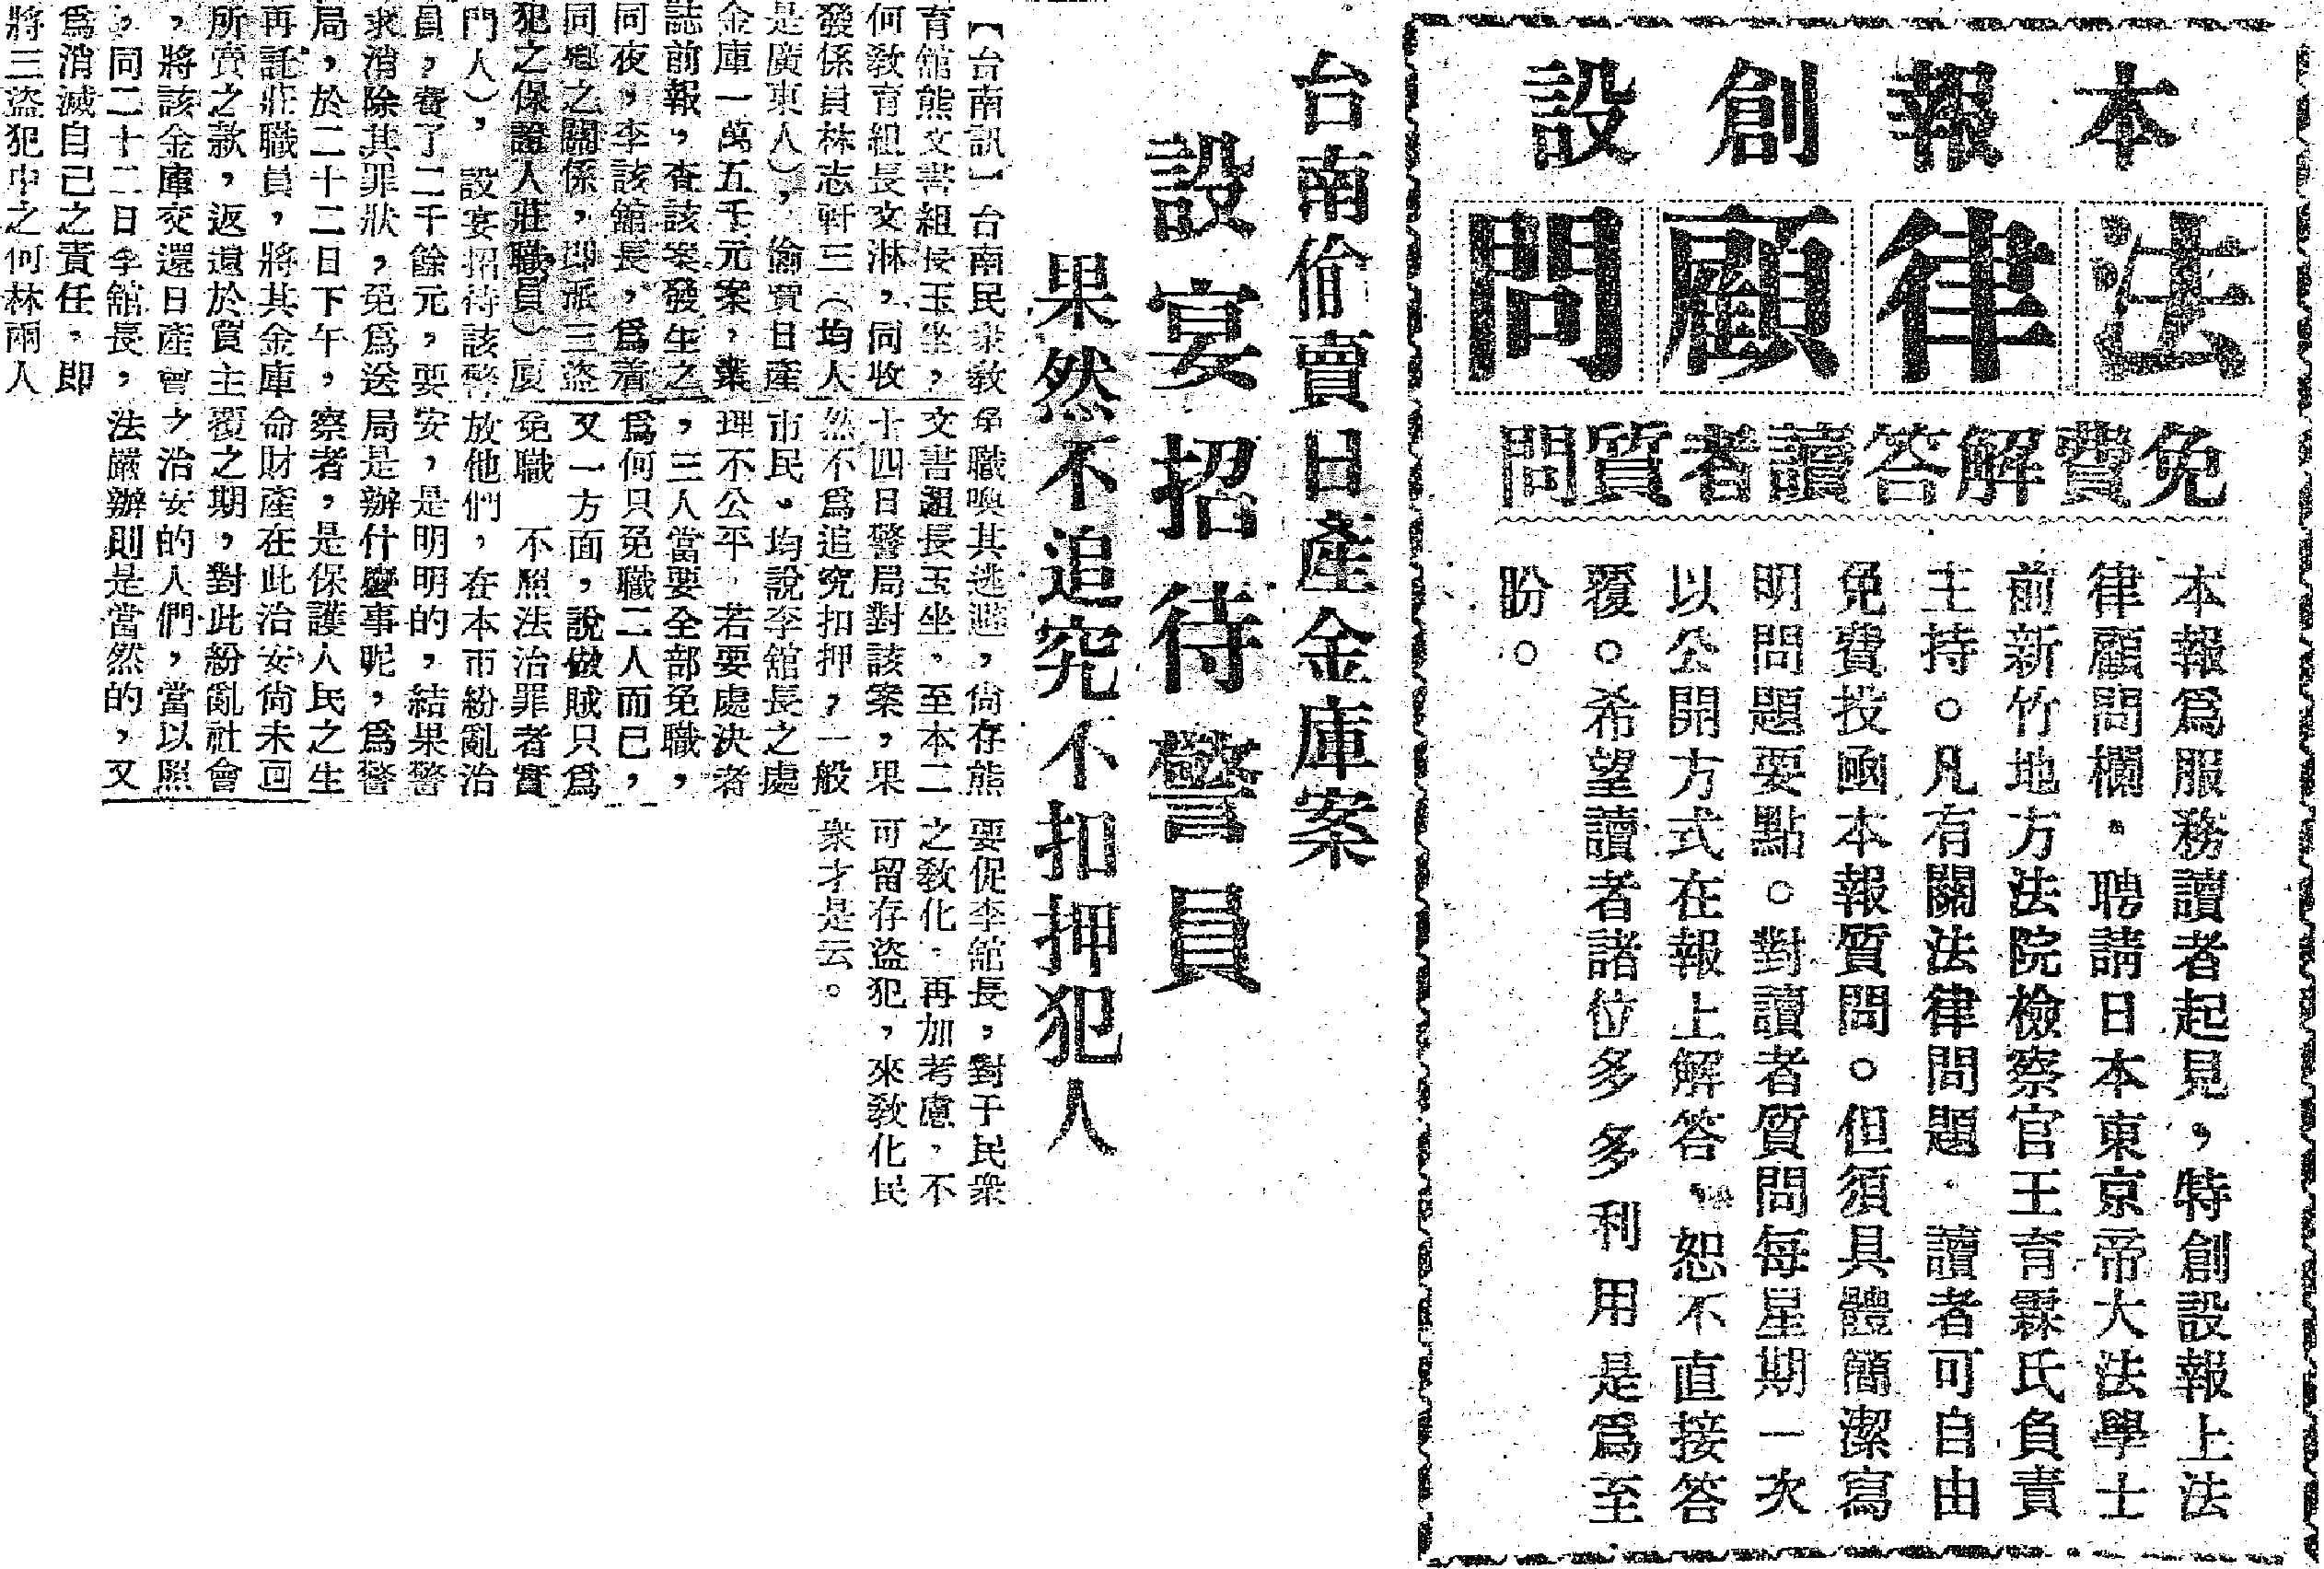 本報創設
法律顧問
免費解答讀者質問
本報爲服務讀者起見，特創設報上法
律顧問欄。聘請日本東京帝大法學士
前新竹地方法院檢察官王育霖氏負責
主持。凡有關法律問題。讀者可自由
免費投函本報質問。但須具體簡潔寫
明問題要點。對讀者質問每星期一次
以公開方式在報上解答。恕不直接答
覆。希望讀者諸位多多利用是爲至
盼。
台南偷賣日產金庫案
設宴招待警員
果然不追究不扣押犯人
【台南訊】台南民衆教
育舘熊文書組長玉坐，
何教育組長文淋，同收
發係員林志軒三（均人
是廣東人），偷賣日產
金庫一萬五千元案，業
誌前報，查該案發生之
同夜，李該舘長，爲着
同鄉之關係，即派三盜
犯之保證人莊職員）廈
門人），設宴招待該警
員，費了二千餘元，要
求消除其罪狀，免爲送
局，於二十二日下午，
再託莊職員，將其金庫
所賣之款，返還於買主
，將該金庫交還日產會
，同二十二日李舘長，
爲消滅自己之責任，即
將三盜犯中之何林兩人
免職喚其逃避，尙存熊
文書組長玉坐。至本二
十四日警局對該案，果
然不爲追究扣押，一般
市民。均說李舘長之處
理不公平。若要處決者
，三人當要全部免職，
爲何只免職二人而已，
又一方面，說做賊只爲
免職　不照法治罪者實
放他們，在本市紛亂治
安，是明明的，結果警
局是辦什麼事呢，爲警
察者，是保護人民之生
命財產在此治安尙未回
覆之期，對此紛亂社會
之治安的人們，當以照
法嚴辦則是當然的，又
要促李舘長，對于民衆
之教化。再加考慮，不
可留存盜犯，來教化民
衆才是云。